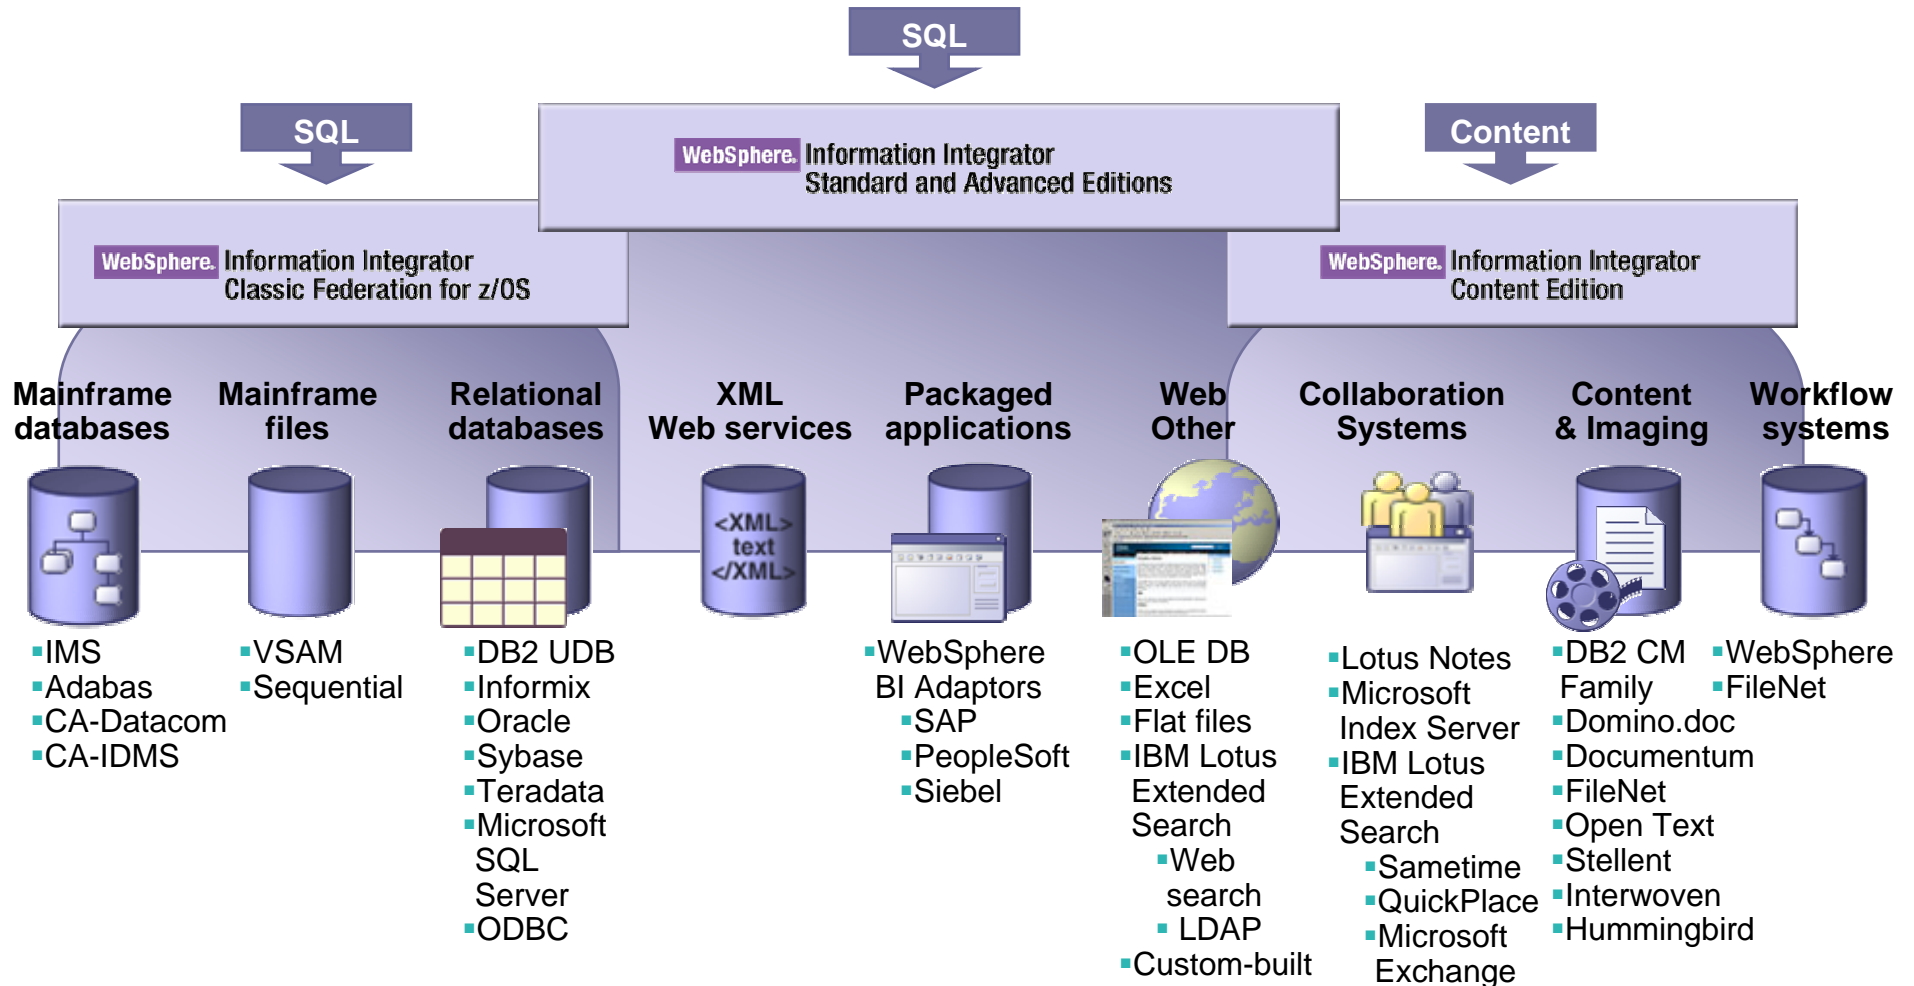 SQL
SQL
Content
WebSphere. Information Integrator
Standard and Advanced Editions
WebSphere. Information Integrator
Classic Federation for z/OS
WebSphere. Information Integrator
Content Edition
Mainframe
databases
▪IMS
▪Adabas
▪CA-Datacom
▪CA-IDMS
Mainframe
files
▪VSAM
▪Sequential
Relational
databases
▪DB2 UDB
▪Informix
▪Oracle
▪Sybase
▪Teradata
▪Microsoft
SQL
Server
▪ODBC
XML
Web services
<XML>
text
</XML>
Packaged
applications
▪WebSphere
BI Adaptors
▪SAP
▪PeopleSoft
▪Siebel
Web
Other
▪OLE DB
▪Excel
▪Flat files
▪IBM Lotus
Extended
Search
▪Web
search
▪ LDAP
▪Custom-built
Collaboration
Systems
▪Lotus Notes
▪Microsoft
Index Server
▪IBM Lotus
Extended
Search
▪Sametime
▪QuickPlace
▪Microsoft
Exchange
Content
& Imaging
▪DB2 CM
Family
▪Domino.doc
▪Documentum
▪FileNet
▪Open Text
▪Stellent
▪Interwoven
▪Hummingbird
Workflow
systems
▪WebSphere
▪FileNet